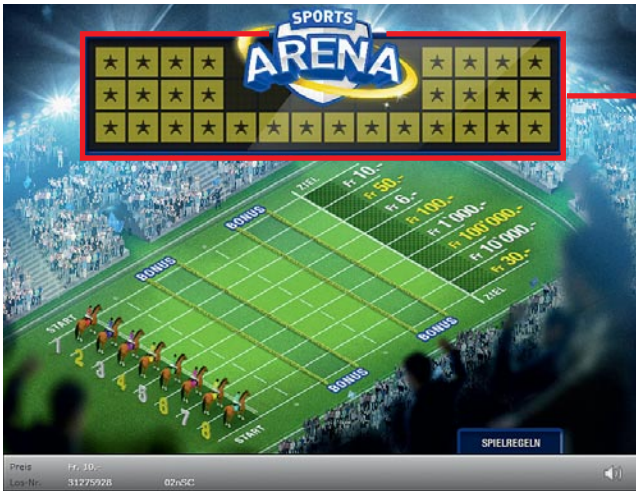 SPORTS
ARENA
ZIEL
Fr 10.-
Fr 50.-
Fr 6.-
Fr 100.-
Fr 1'000.-
Fr 100'000.-
Fr 10'000.-
Fr 30.-
ZIEL
BONUS
BONUS
BONUS
BONUS
START
1
2
3
4
5
6
7
8
START
SPIELREGELN
Preis Fr. 10.-
Los-Nr. 31275928 02nSC